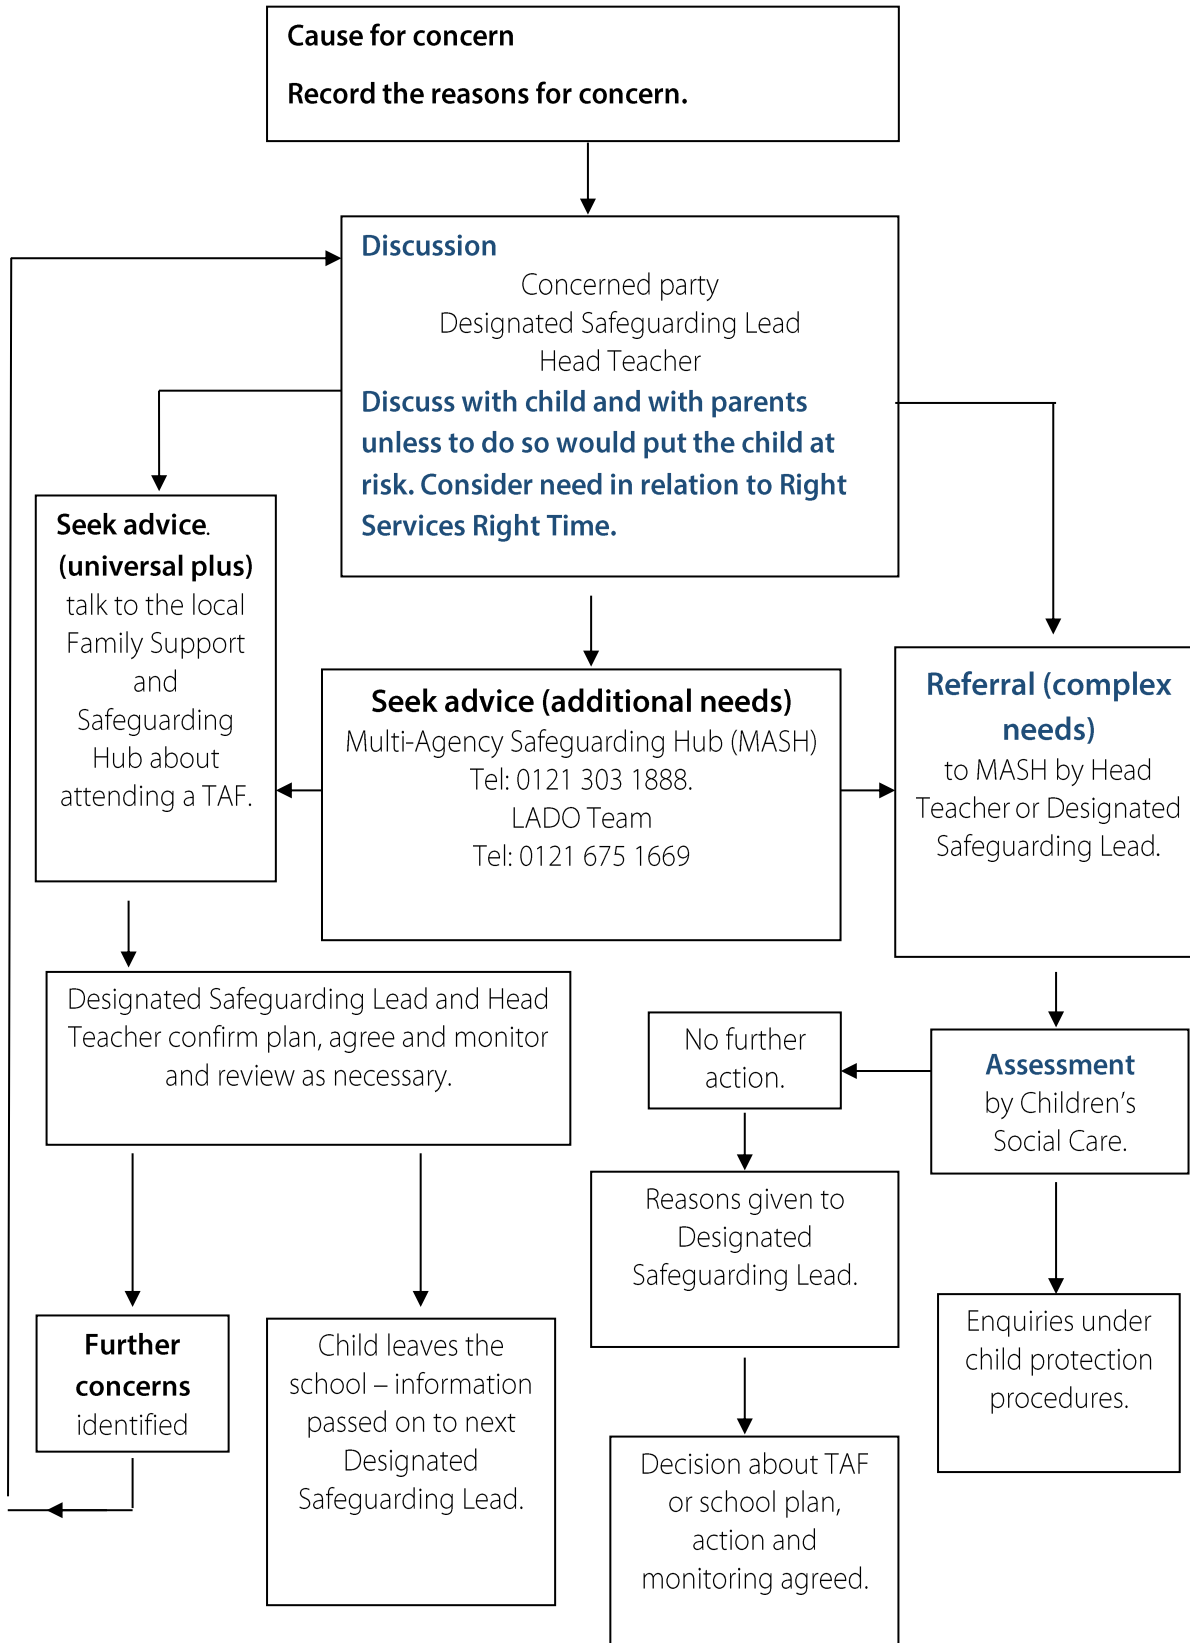 Cause for concern
Record the reasons for concern.
Discussion
Concerned party
Designated Safeguarding Lead
Head Teacher
Discuss with child and with parents
unless to do so would put the child at
risk. Consider need in relation to Right
Services Right Time.
Seek advice.
(universal plus)
talk to the local
Family Support
and
Safeguarding
Hub about
attending a TAF.
Seek advice (additional needs)
Multi-Agency Safeguarding Hub (MASH)
Tel: 0121 303 1888.
LADO Team
Tel: 0121 675 1669
Referral (complex
needs)
to MASH by Head
Teacher or Designated
Safeguarding Lead.
Designated Safeguarding Lead and Head
Teacher confirm plan, agree and monitor
and review as necessary.
No further
action.
Assessment
by Children’s
Social Care.
Reasons given to
Designated
Safeguarding Lead.
Enquiries under
child protection
procedures.
Further
concerns
identified
Child leaves the
school – information
passed on to next
Designated
Safeguarding Lead.
Decision about TAF
or school plan,
action and
monitoring agreed.